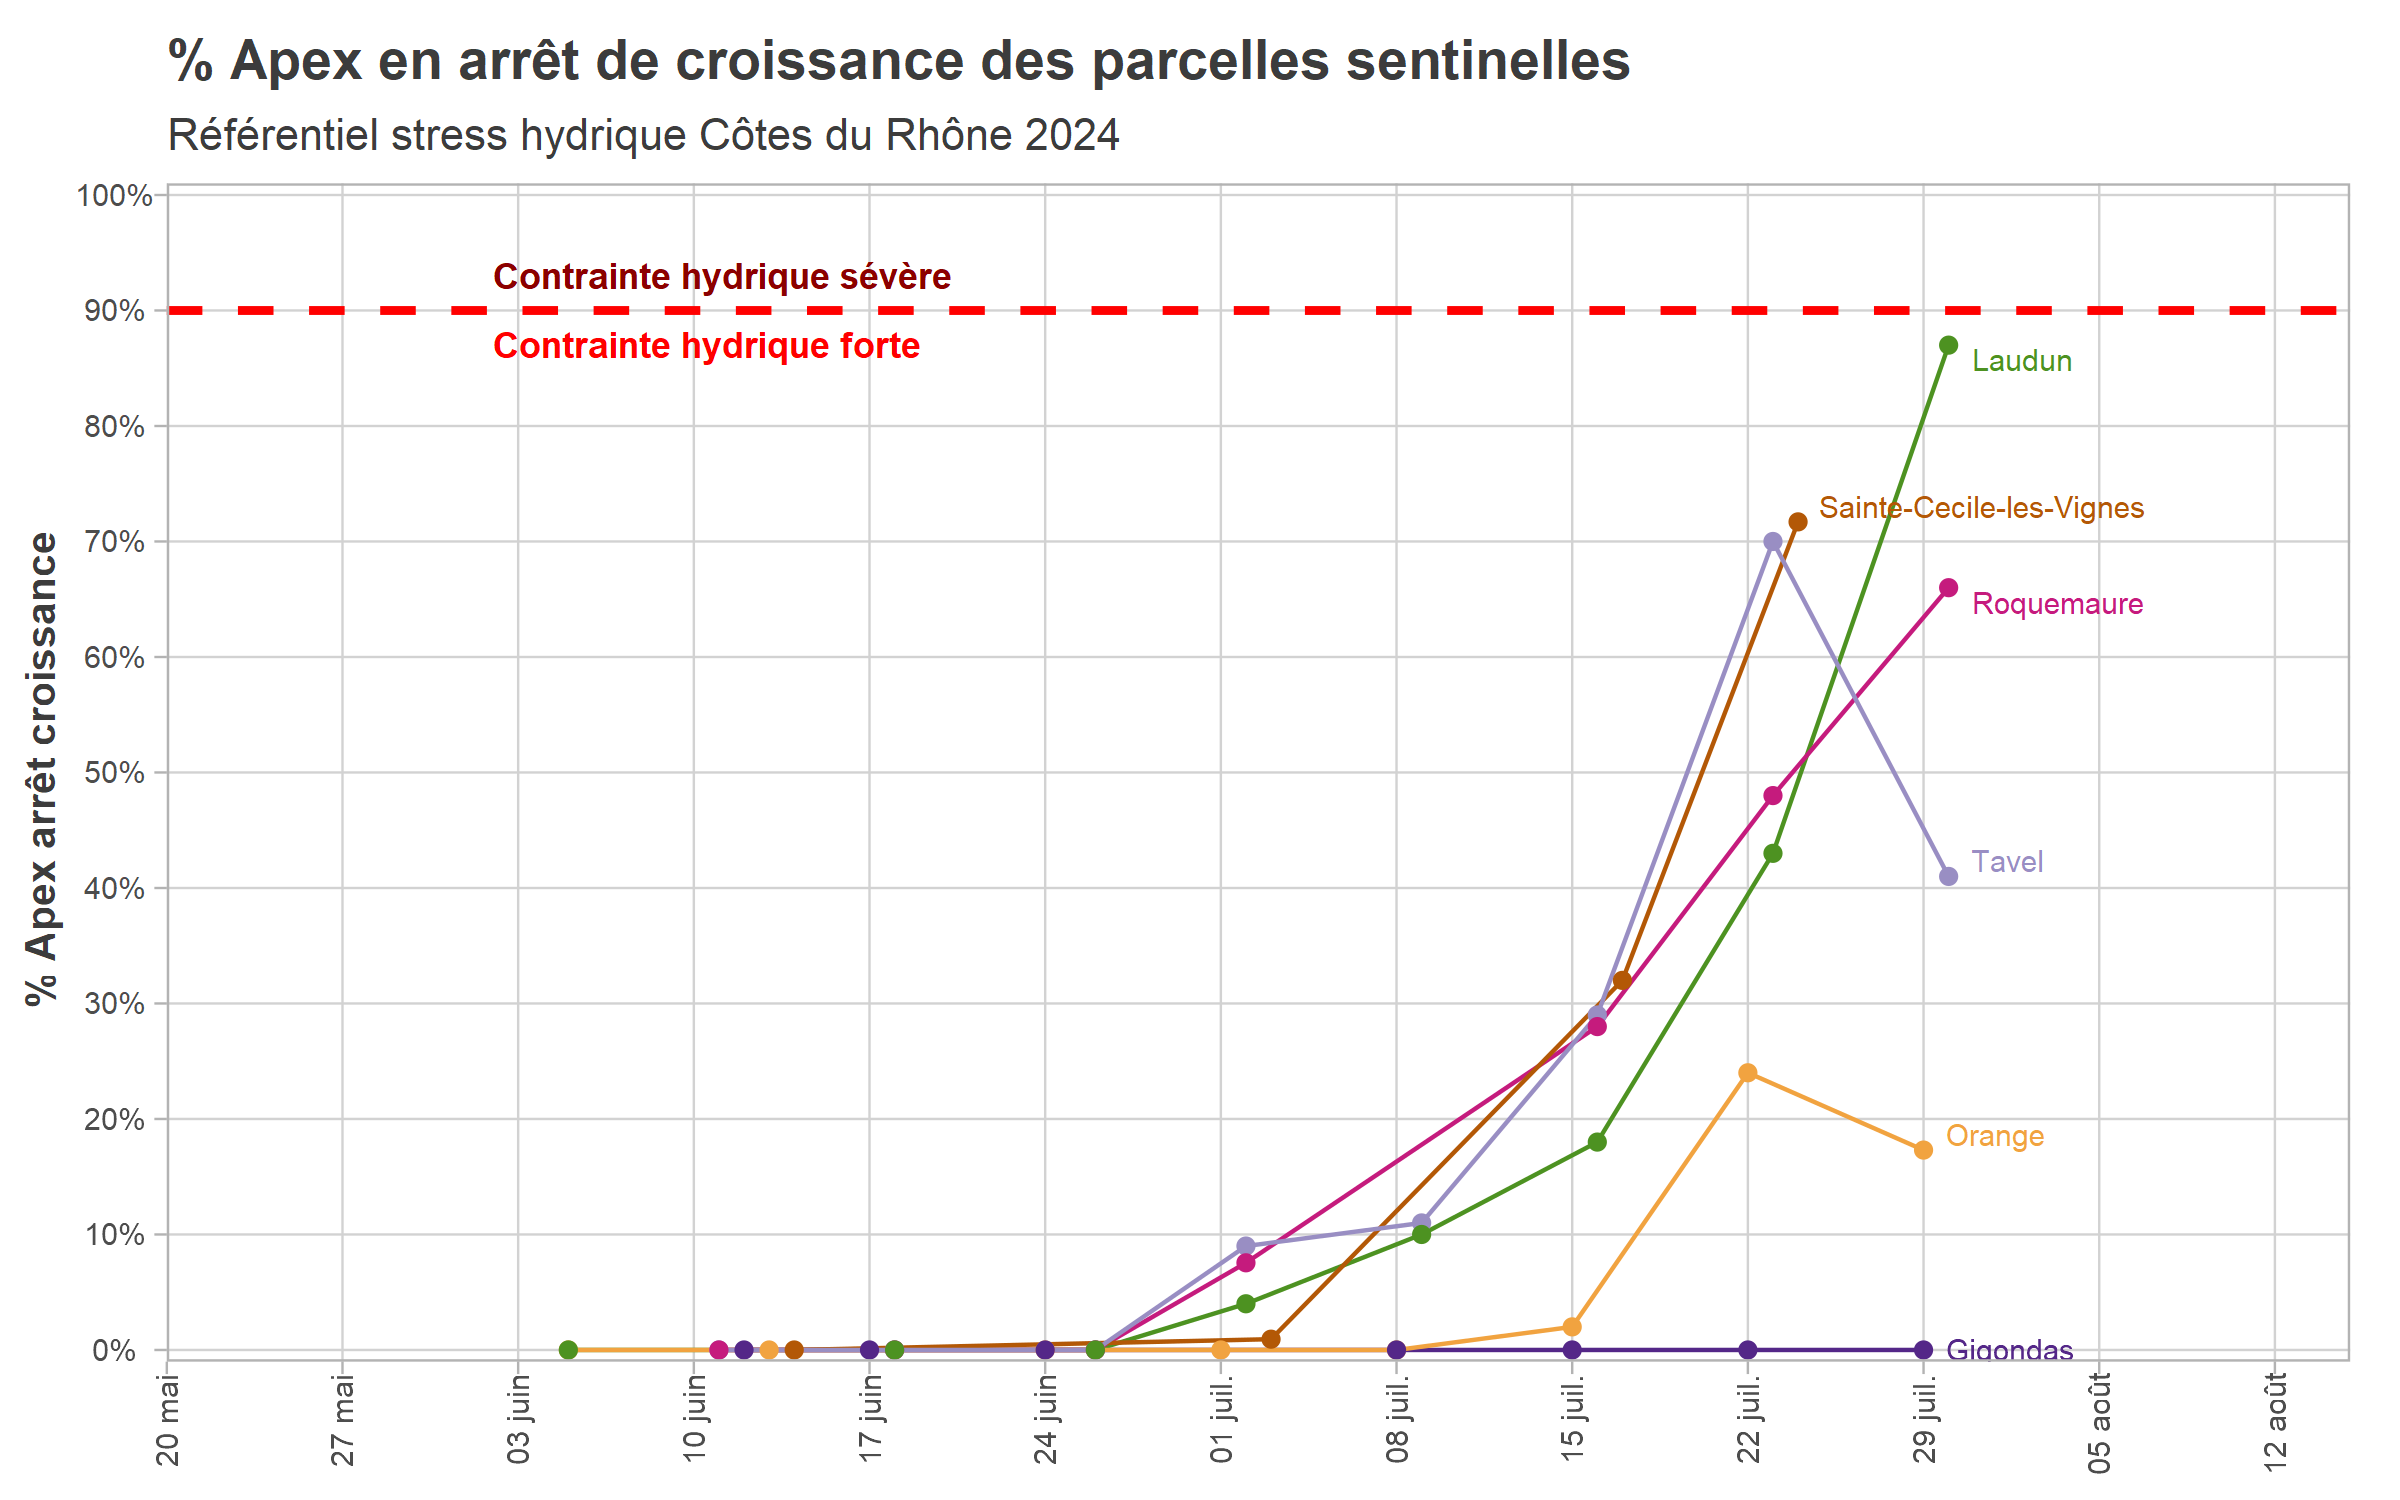 % Apex en arrêt de croissance des parcelles sentinelles
Référentiel stress hydrique Côtes du Rhône 2024
% Apex arrêt croissance
100%
90%
80%
70%
60%
50%
40%
30%
20%
10%
0%
Contrainte hydrique sévère
Contrainte hydrique forte
Laudun
Sainte-Cecile-les-Vignes
Roquemaure
Tavel
Orange
Gigondas
20 mai
27 mai
03 juin
10 juin
17 juin
24 juin
01 juil.
08 juil.
15 juil.
22 juil.
29 juil.
05 août
12 août